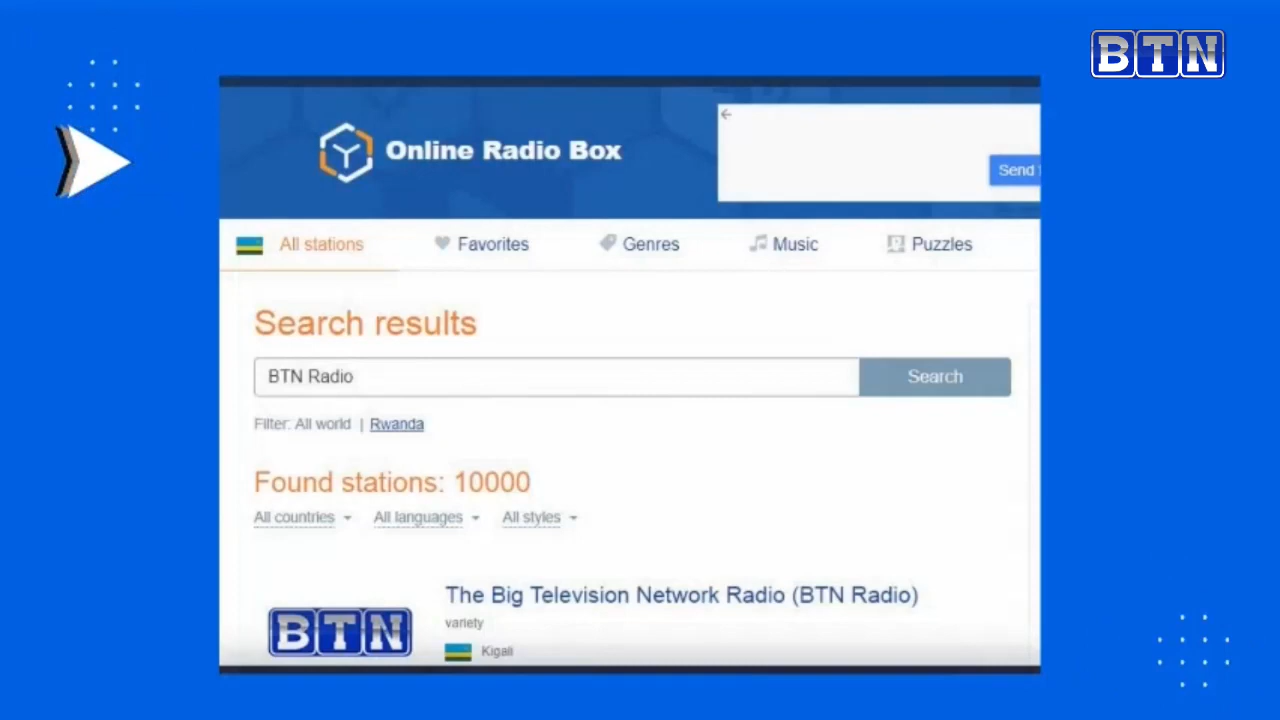 BTN
Online Radio Box
Send
All stations
Favorites
Genres
Music
Puzzles
Search results
BTN Radio
Search
Filter: All world | Rwanda
Found stations: 10000
All countries
All languages
All styles
The Big Television Network Radio (BTN Radio)
variety
BTN
Kigali